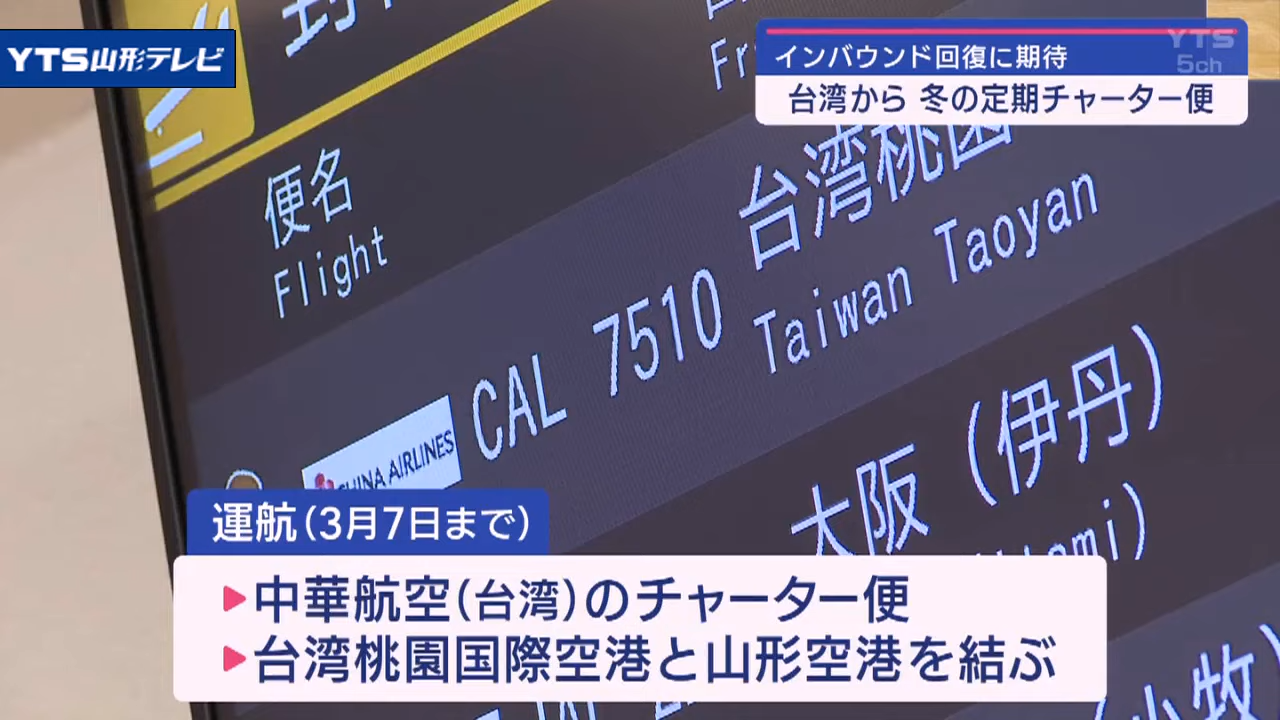 YTS山形テレビ
YTS
5ch
インバウンド回復に期待
台湾から 冬の定期チャーター便
便名
Flight
台湾桃園
Taiwan Taoyan
CHINA AIRLINES
CAL 7510
大阪(伊丹)
運航(3月7日まで)
▶中華航空(台湾)のチャーター便
▶台湾桃園国際空港と山形空港を結ぶ